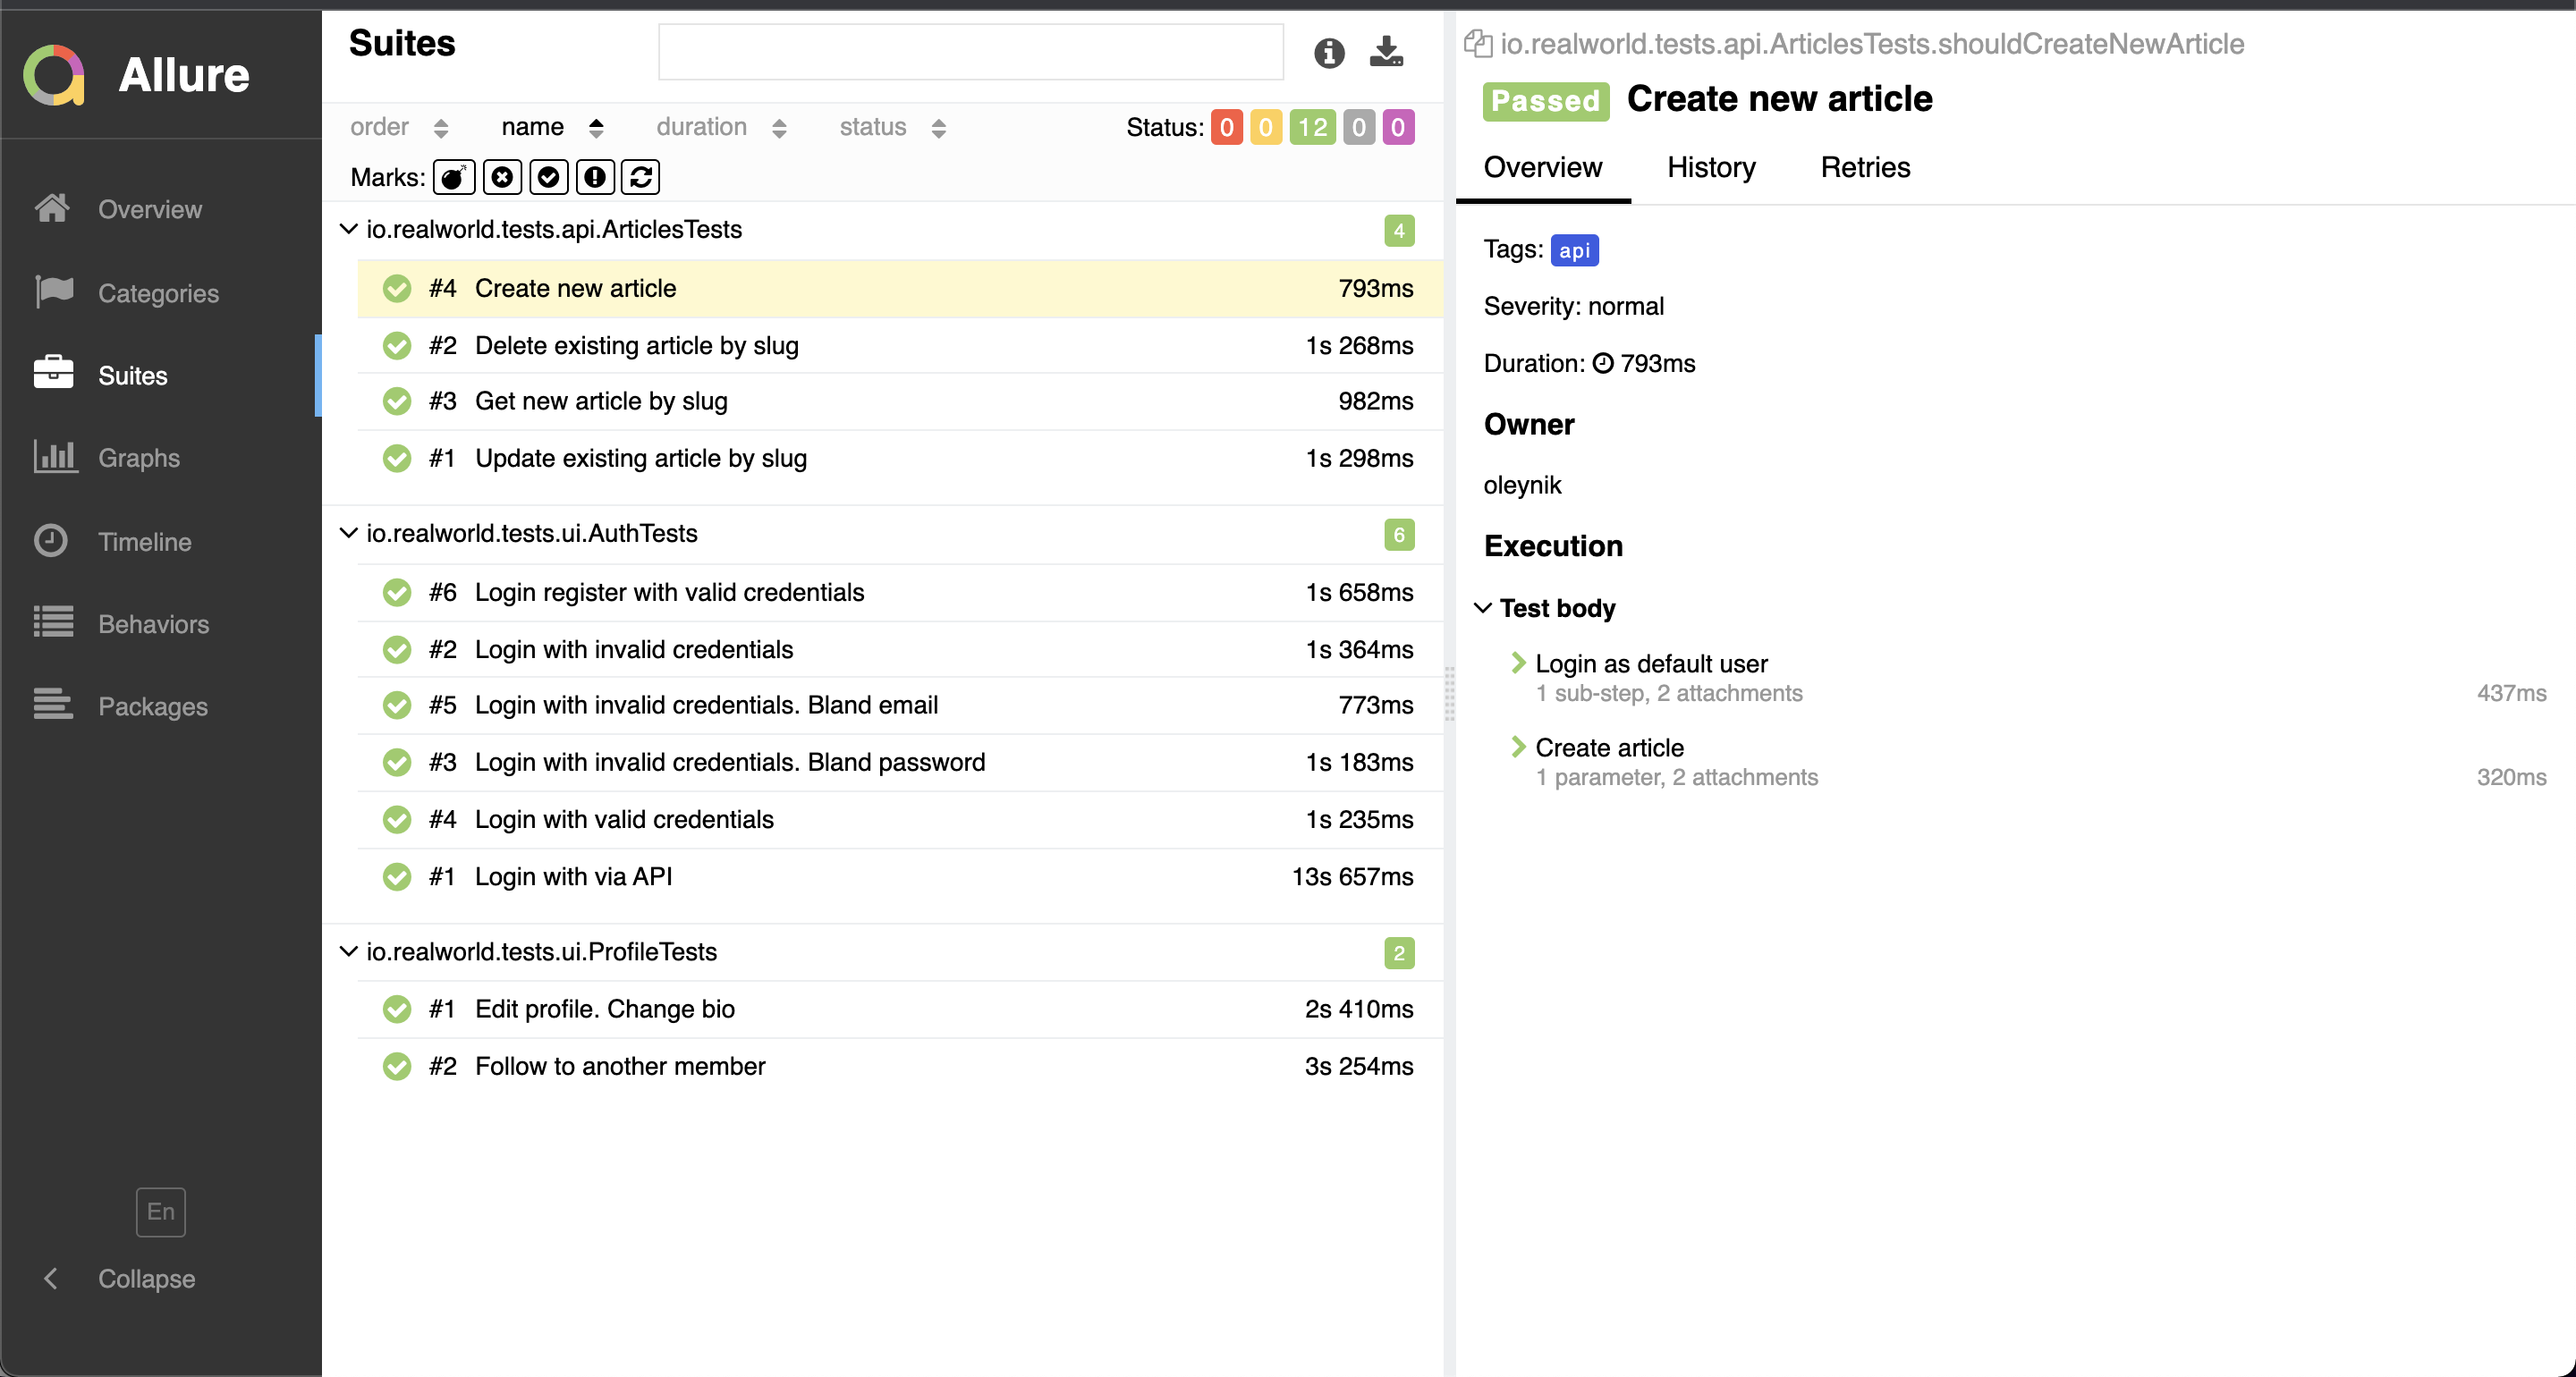 Allure
Overview
Categories
Suites
Graphs
Timeline
Behaviors
Packages
En
Collapse
Suites
order name duration status Status: 0 0 12 0 0
Marks:
io.realworld.tests.api.ArticlesTests 4
#4 Create new article 793ms
#2 Delete existing article by slug 1s 268ms
#3 Get new article by slug 982ms
#1 Update existing article by slug 1s 298ms
io.realworld.tests.ui.AuthTests 6
#6 Login register with valid credentials 1s 658ms
#2 Login with invalid credentials 1s 364ms
#5 Login with invalid credentials. Bland email 773ms
#3 Login with invalid credentials. Bland password 1s 183ms
#4 Login with valid credentials 1s 235ms
#1 Login with via API 13s 657ms
io.realworld.tests.ui.ProfileTests 2
#1 Edit profile. Change bio 2s 410ms
#2 Follow to another member 3s 254ms
io.realworld.tests.api.ArticlesTests.shouldCreateNewArticle
Passed Create new article
Overview History Retries
Tags: api
Severity: normal
Duration: 793ms
Owner
oleynik
Execution
Test body
Login as default user
1 sub-step, 2 attachments 437ms
Create article
1 parameter, 2 attachments 320ms